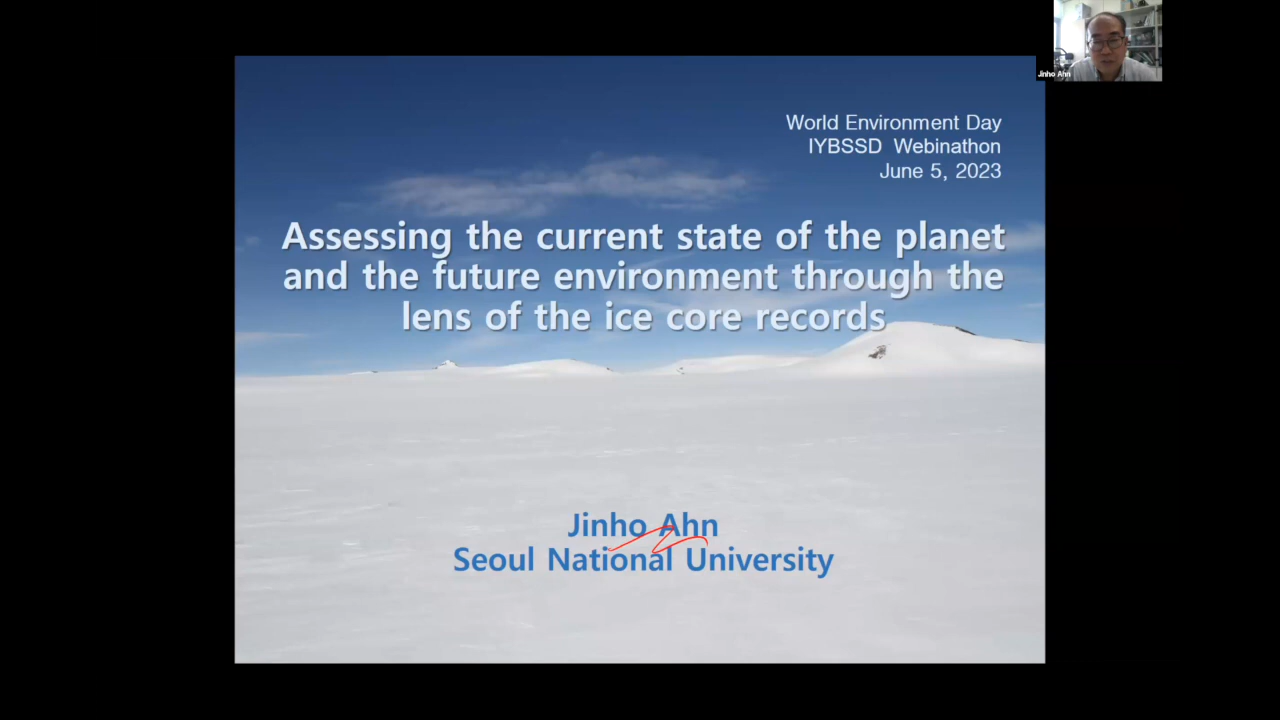 Jinho Ahn
World Environment Day
IYBSSD Webinathon
June 5, 2023
Assessing the current state of the planet
and the future environment through the
lens of the ice core records
Jinho Ahn
Seoul National University